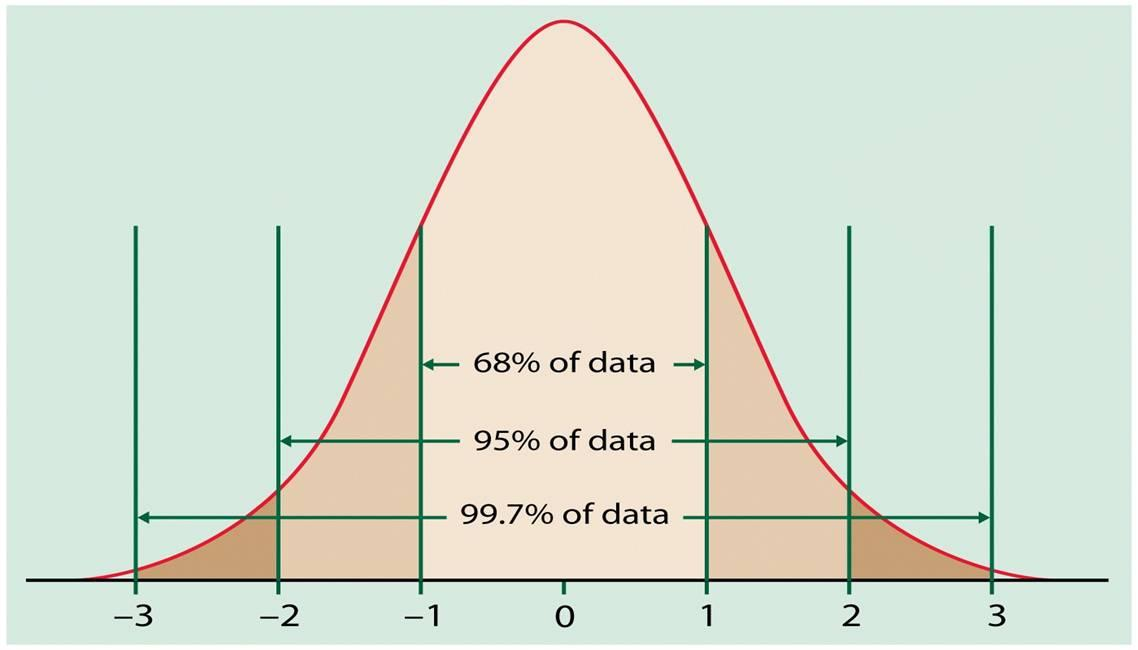 68% of data
95% of data
99.7% of data
−3 −2 −1 0 1 2 3